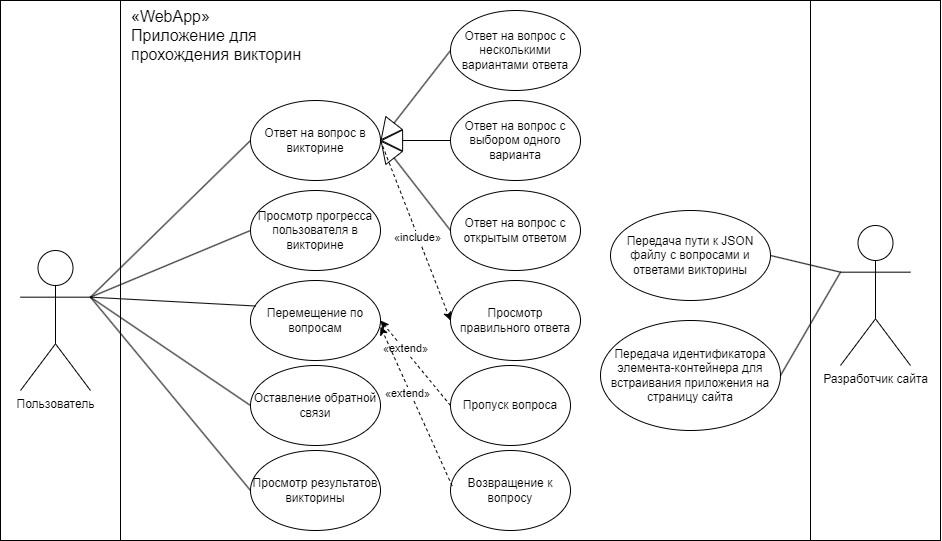 «WebApp»
Приложение для
прохождения викторин
Ответ на вопрос с
несколькими
вариантами ответа
Ответ на вопрос в
викторине
Ответ на вопрос с
выбором одного
варианта
Просмотр прогресса
пользователя в
викторине
Ответ на вопрос с
открытым ответом
«include»
Передача пути к JSON
файлу с вопросами и
ответами викторины
Перемещение по
вопросам
Просмотр
правильного ответа
«extend»
Передача идентификатора
элемента-контейнера для
встраивания приложения на
страницу сайта
Разработчик сайта
Пользователь
Оставление обратной
связи
«extend»
Пропуск вопроса
Просмотр результатов
викторины
Возвращение к
вопросу